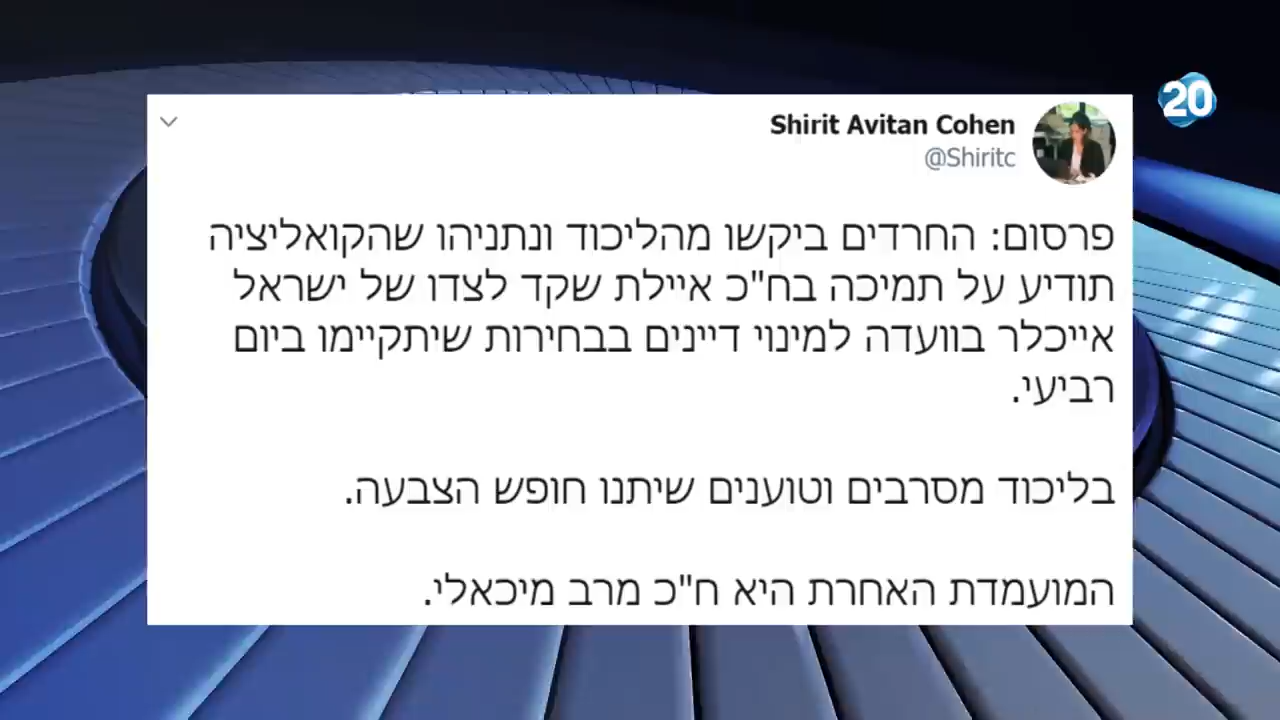 20
Shirit Avitan Cohen
@Shiritc
פרסום: החרדים ביקשו מהליכוד ונתניהו שהקואליציה
תודיע על תמיכה בח"כ איילת שקד לצדו של ישראל
אייכלר בוועדה למינוי דיינים בבחירות שיתקיימו ביום
רביעי.
בליכוד מסרבים וטוענים שיתנו חופש הצבעה.
המועמדת האחרת היא ח"כ מרב מיכאלי.